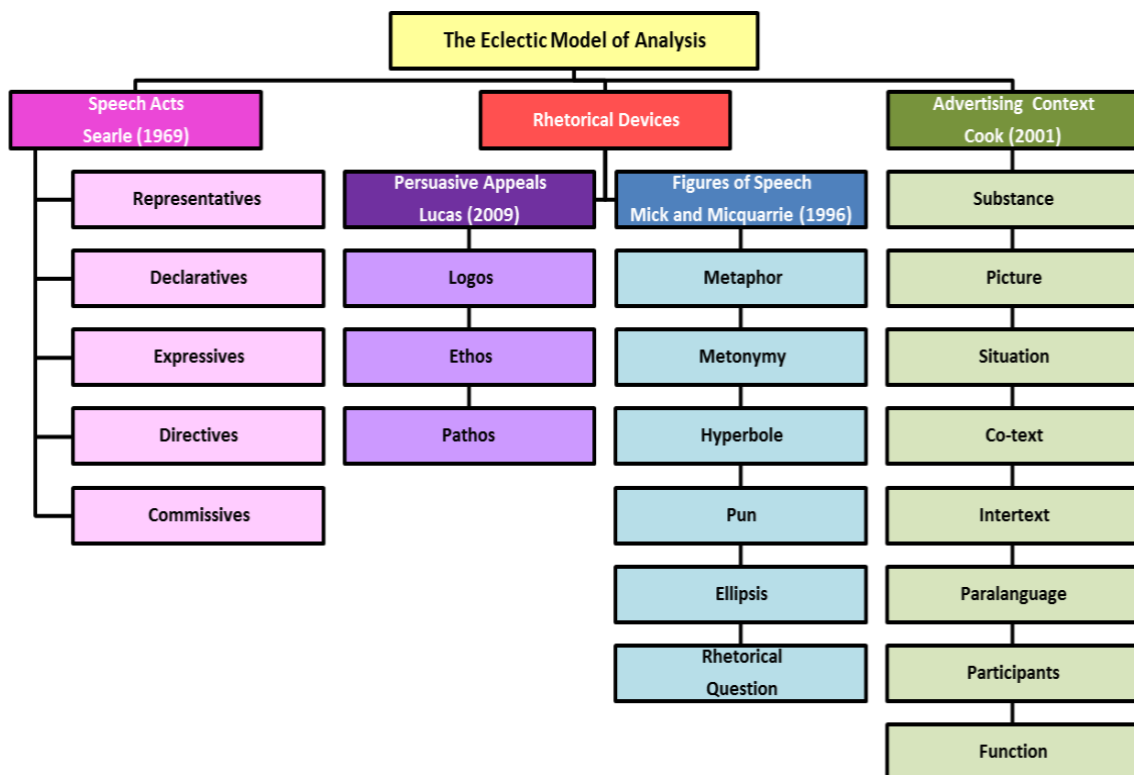 The Eclectic Model of Analysis
Speech Acts
Searle (1969)
Representatives
Declaratives
Expressives
Directives
Commissives
Rhetorical Devices
Persuasive Appeals
Lucas (2009)
Logos
Ethos
Pathos
Figures of Speech
Mick and Micquarrie (1996)
Metaphor
Metonymy
Hyperbole
Pun
Ellipsis
Rhetorical
Question
Advertising Context
Cook (2001)
Substance
Picture
Situation
Co-text
Intertext
Paralanguage
Participants
Function